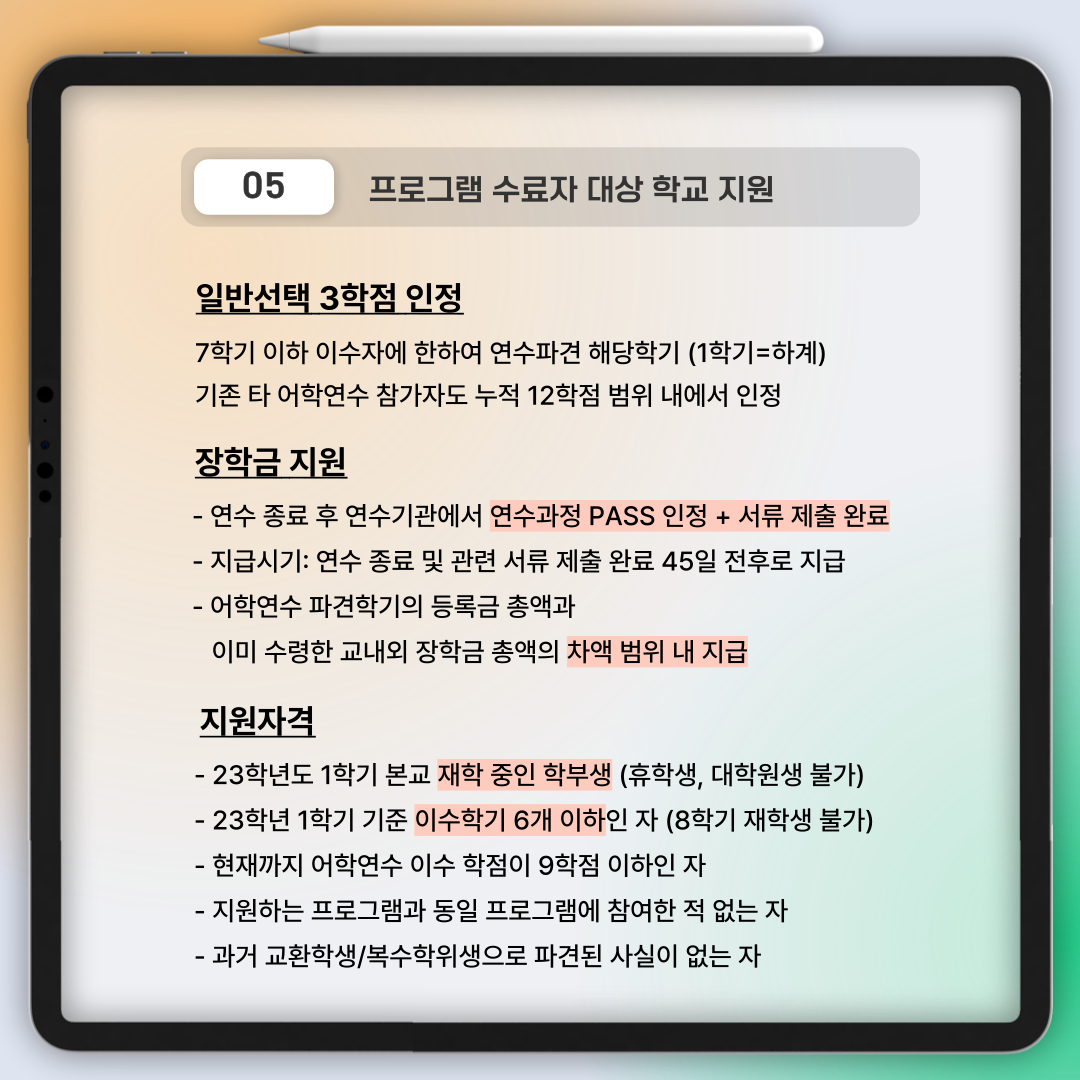 05
프로그램 수료자 대상 학교 지원
일반선택 3학점 인정
7학기 이하 이수자에 한하여 연수파견 해당학기 (1학기=하계)
기존 타 어학연수 참가자도 누적 12학점 범위 내에서 인정
장학금 지원
- 연수 종료 후 연수기관에서 연수과정 PASS 인정 + 서류 제출 완료
- 지급시기: 연수 종료 및 관련 서류 제출 완료 45일 전후로 지급
- 어학연수 파견학기의 등록금 총액과
이미 수령한 교내외 장학금 총액의 차액 범위 내 지급
지원자격
- 23학년도 1학기 본교 재학 중인 학부생 (휴학생, 대학원생 불가)
- 23학년 1학기 기준 이수학기 6개 이하인 자 (8학기 재학생 불가)
- 현재까지 어학연수 이수 학점이 9학점 이하인 자
- 지원하는 프로그램과 동일 프로그램에 참여한 적 없는 자
- 과거 교환학생/복수학위생으로 파견된 사실이 없는 자